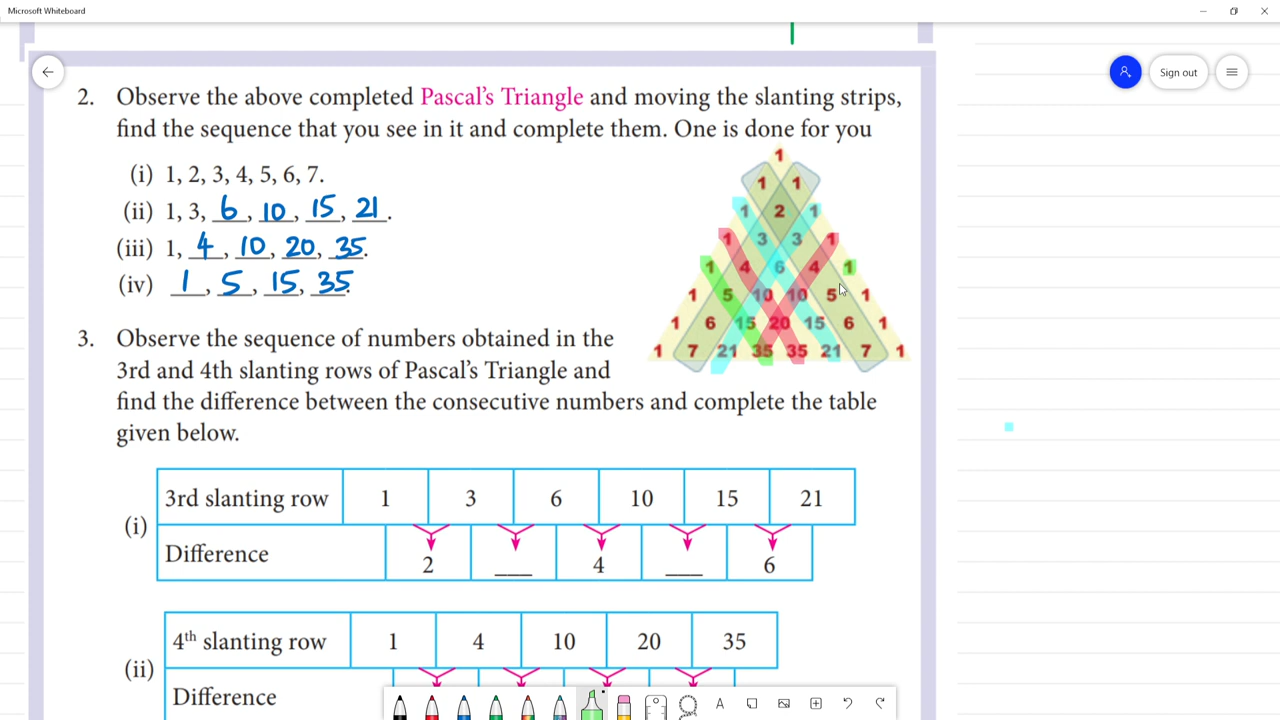 Microsoft Whiteboard
Sign out
2. Observe the above completed Pascal's Triangle and moving the slanting strips,
find the sequence that you see in it and complete them. One is done for you
(i) 1, 2, 3, 4, 5, 6, 7.
(ii) 1, 3, 6, 10, 15, 21.
(iii) 1, 4, 10, 20, 35.
(iv) 1, 5, 15, 35.
1
1 1
1 2 1
1 3 3 1
1 4 6 4 1
1 5 10 10 5 1
1 6 15 20 15 6 1
1 7 21 35 35 21 7 1
3. Observe the sequence of numbers obtained in the
3rd and 4th slanting rows of Pascal's Triangle and
find the difference between the consecutive numbers and complete the table
given below.
(i)
3rd slanting row 1 3 6 10 15 21
Difference 2 ___ 4 ___ 6
(ii)
4th slanting row 1 4 10 20 35
Difference
A